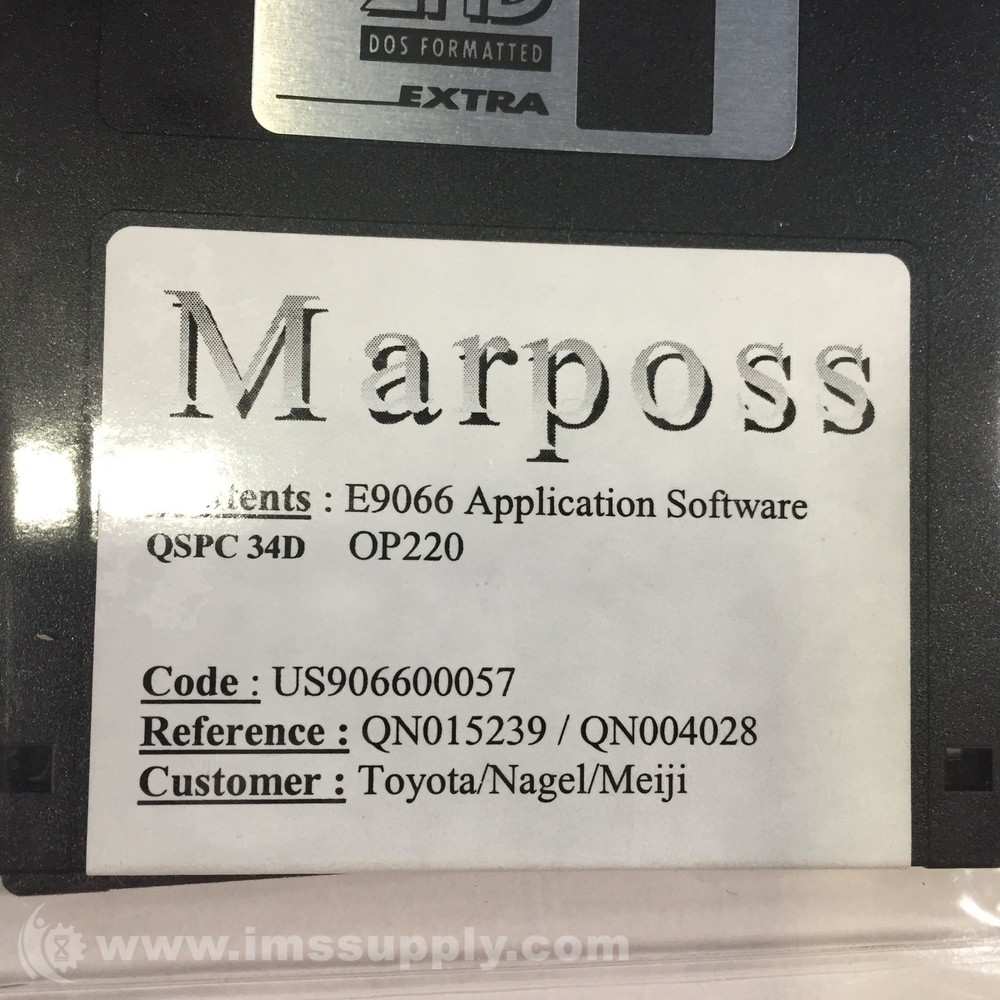 2HD
DOS FORMATTED
EXTRA
Marposs
: E9066 Application Software
QSPC 34D OP220
Code : US906600057
Reference : QN015239 / QN004028
Customer : Toyota/Nagel/Meiji
www.imssupply.com